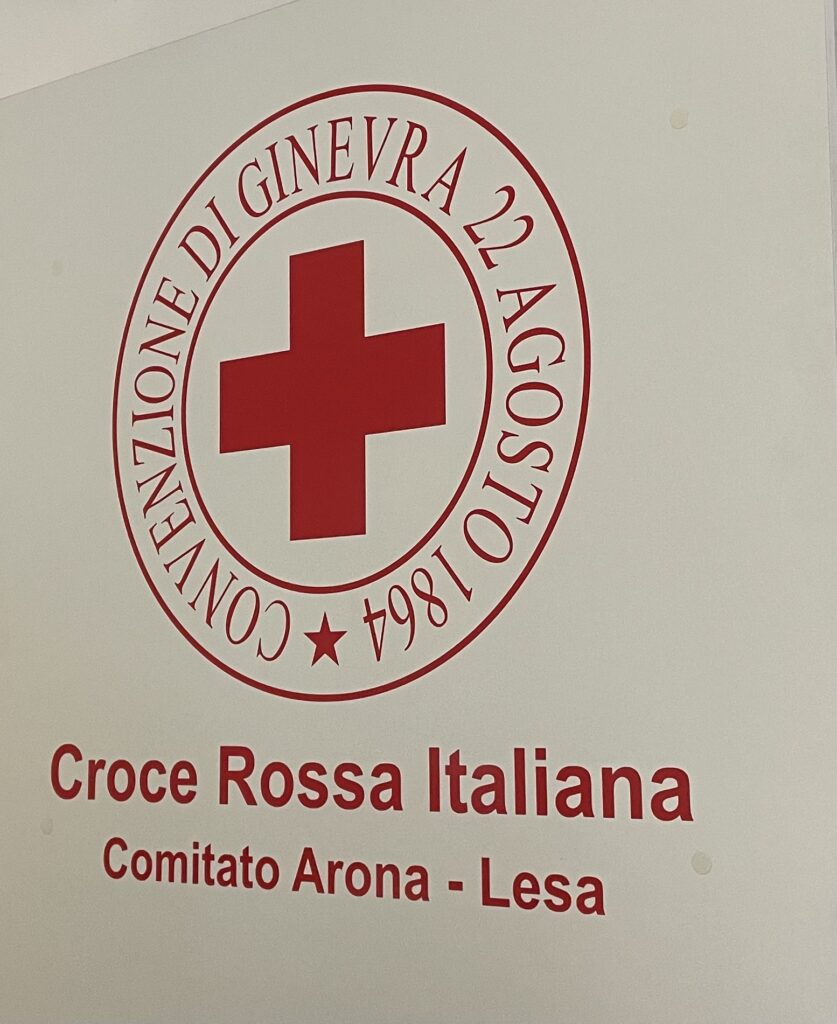 CONVENZIONE DI GINEVRA 22 AGOSTO 1864
Croce Rossa Italiana
Comitato Arona - Lesa